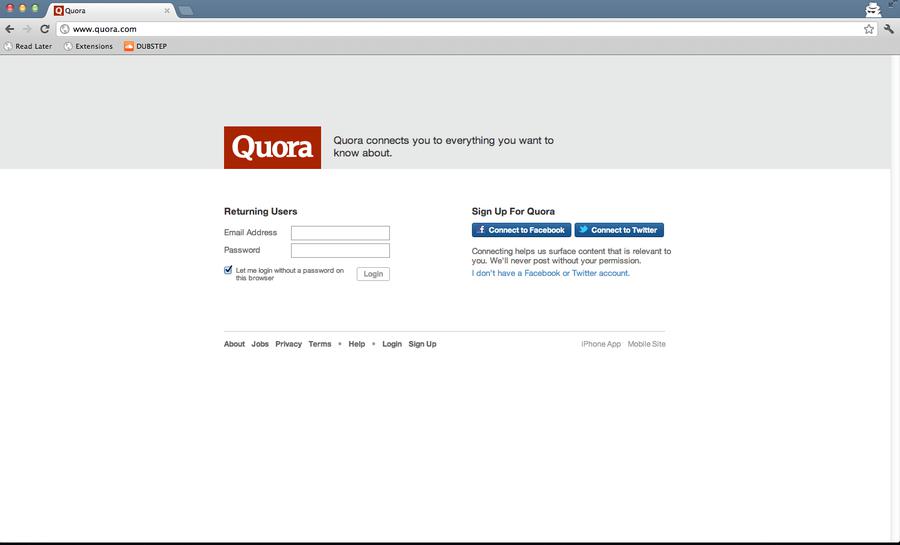 Quora
www.quora.com
Read Later
Extensions
DUBSTEP
Quora
Quora connects you to everything you want to
know about.
Returning Users
Email Address
Password
Let me login without a password on
this browser
Login
Sign Up For Quora
Connect to Facebook
Connect to Twitter
Connecting helps us surface content that is relevant to
you. We'll never post without your permission.
I don't have a Facebook or Twitter account.
About Jobs Privacy Terms • Help • Login Sign Up
iPhone App Mobile Site